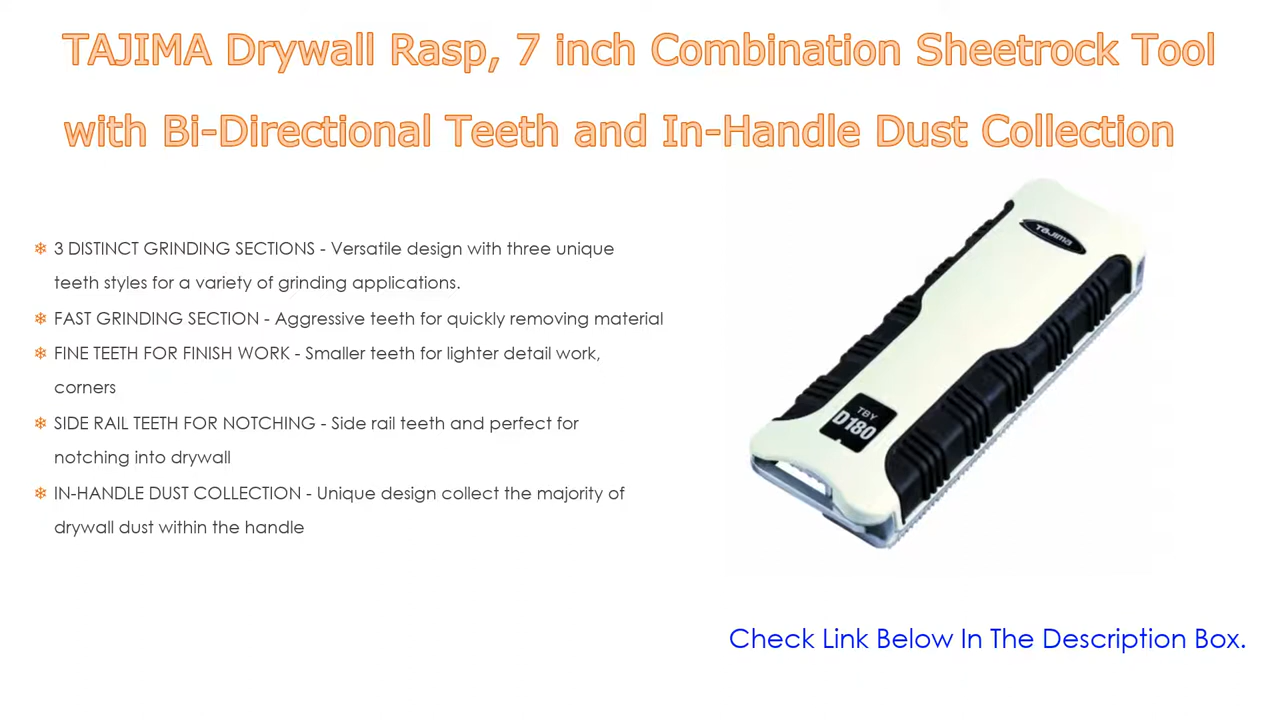 TAJIMA Drywall Rasp, 7 inch Combination Sheetrock Tool
with Bi-Directional Teeth and In-Handle Dust Collection
3 DISTINCT GRINDING SECTIONS - Versatile design with three unique
teeth styles for a variety of grinding applications.
FAST GRINDING SECTION - Aggressive teeth for quickly removing material
FINE TEETH FOR FINISH WORK - Smaller teeth for lighter detail work,
corners
SIDE RAIL TEETH FOR NOTCHING - Side rail teeth and perfect for
notching into drywall
IN-HANDLE DUST COLLECTION - Unique design collect the majority of
drywall dust within the handle
TAJIMA
TBY
D180
Check Link Below In The Description Box.